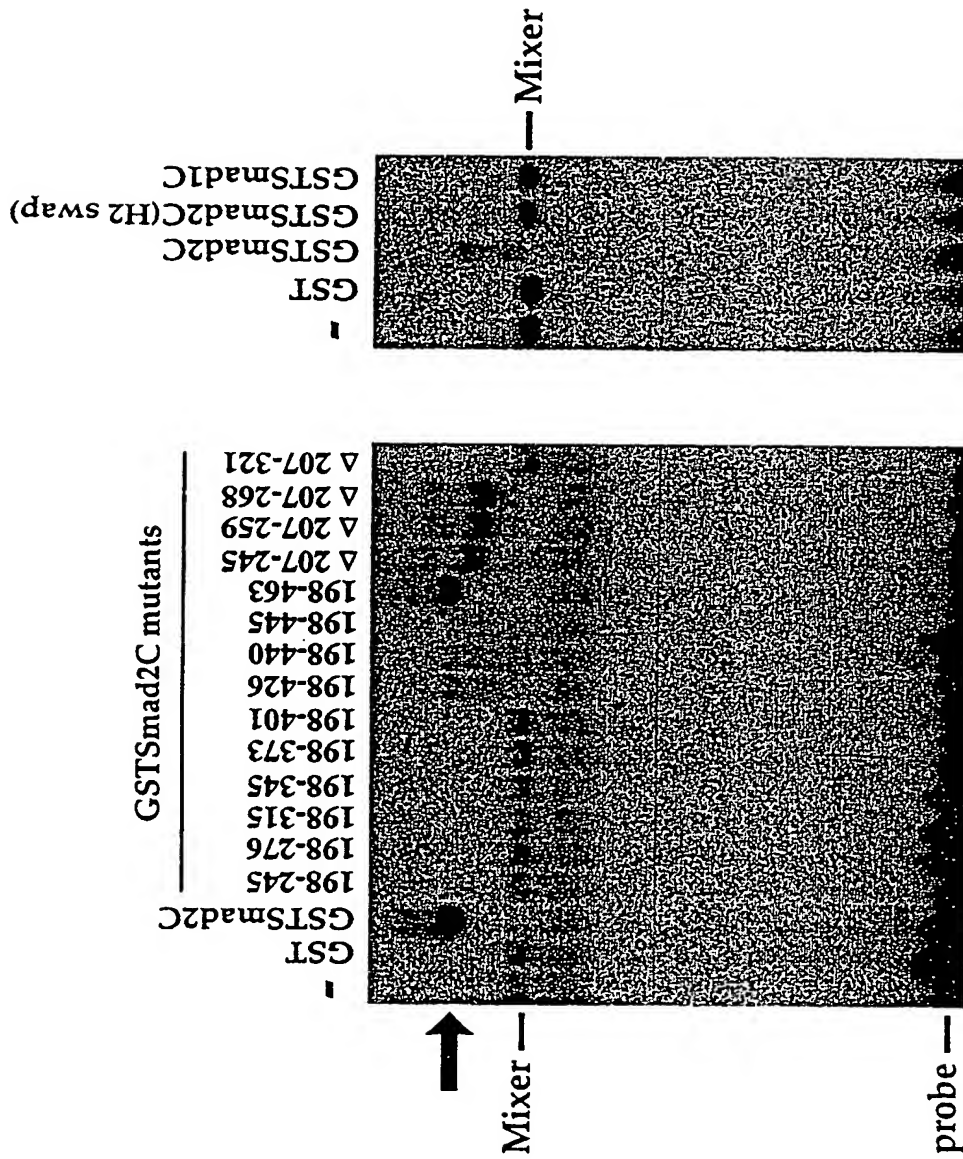 GSTSmad2C mutants
–
GST
GSTSmad2C
198-245
198-276
198-315
198-345
198-373
198-401
198-426
198-440
198-445
198-463
Δ 207-245
Δ 207-259
Δ 207-268
Δ 207-321
Mixer
probe
–
GST
GSTSmad2C
GSTSmad2C(H2 swap)
GSTSmad1C
Mixer